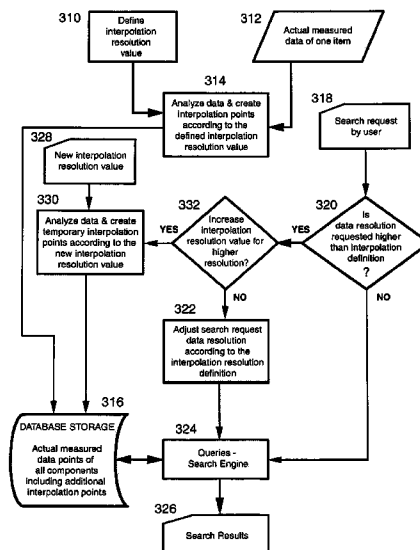 310
Define
interpolation
resolution
value
312
Actual measured
data of one item
314
Analyze data & create
interpolation points
according to the
defined interpolation
resolution value
318
Search request
by user
328
New interpolation
resolution value
330
Analyze data & create
temporary interpolation
points according to the
new interpolation
resolution value
332
Increase
interpolation
resolution value for
higher
resolution?
YES
NO
320
Is
data resolution
requested higher
than Interpolation
definition
?
YES
NO
322
Adjust search request
data resolution
according to the
interpolation resolution
definition
316
DATABASE STORAGE
Actual measured
data points of
all components
including additional
interpolation points
324
Queries -
Search Engine
326
Search Results